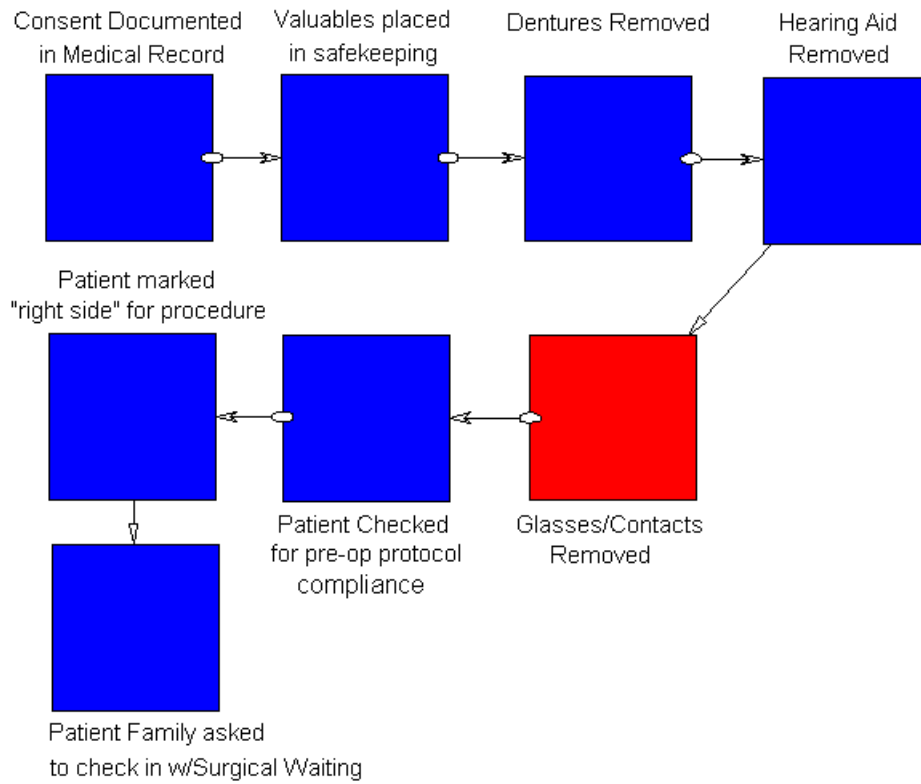 Consent Documented
in Medical Record
Valuables placed
in safekeeping
Dentures Removed
Hearing Aid
Removed
Patient marked
"right side" for procedure
Patient Checked
for pre-op protocol
compliance
Glasses/Contacts
Removed
Patient Family asked
to check in w/Surgical Waiting